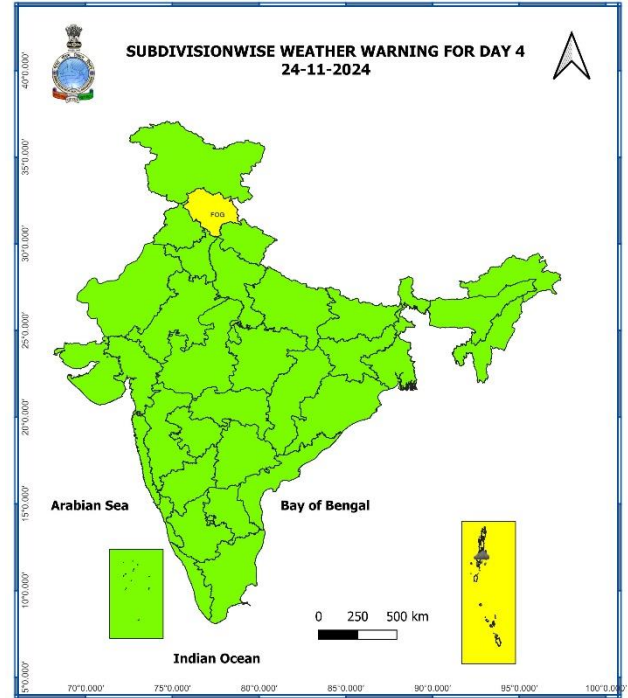 SUBDIVISIONWISE WEATHER WARNING FOR DAY 4
24-11-2024
40°0.000'
35°0.000'
30°0.000'
25°0.000'
20°0.000'
15°0.000'
10°0.000'
5°0.000'
FOG
Arabian Sea
Bay of Bengal
0 250 500 km
Indian Ocean
70°0.000' 75°0.000' 80°0.000' 85°0.000' 90°0.000' 95°0.000' 100°0.000'